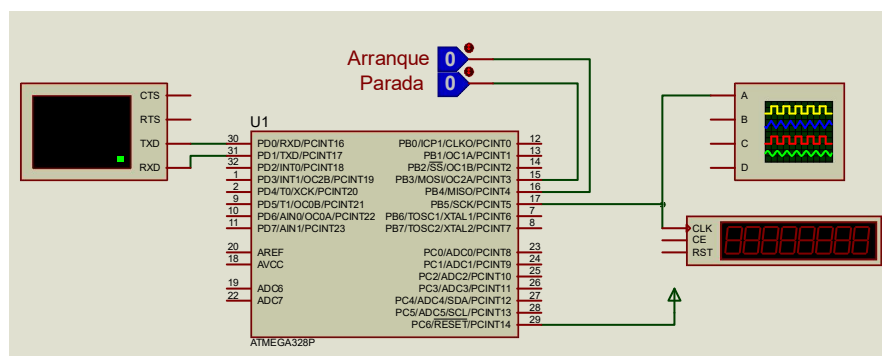 Arranque 0
Parada 0
CTS
RTS
TXD
RXD
U1
30 PD0/RXD/PCINT16
31 PD1/TXD/PCINT17
32 PD2/INT0/PCINT18
1 PD3/INT1/OC2B/PCINT19
2 PD4/T0/XCK/PCINT20
9 PD5/T1/OC0B/PCINT21
10 PD6/AIN0/OC0A/PCINT22
11 PD7/AIN1/PCINT23
20 AREF
18 AVCC
19 ADC6
22 ADC7
PB0/ICP1/CLKO/PCINT0 12
PB1/OC1A/PCINT1 13
PB2/SS/OC1B/PCINT2 14
PB3/MOSI/OC2A/PCINT3 15
PB4/MISO/PCINT4 16
PB5/SCK/PCINT5 17
PB6/TOSC1/XTAL1/PCINT6 7
PB7/TOSC2/XTAL2/PCINT7 8
PC0/ADC0/PCINT8 23
PC1/ADC1/PCINT9 24
PC2/ADC2/PCINT10 25
PC3/ADC3/PCINT11 26
PC4/ADC4/SDA/PCINT12 27
PC5/ADC5/SCL/PCINT13 28
PC6/RESET/PCINT14 29
ATMEGA328P
A
B
C
D
CLK
CE
RST